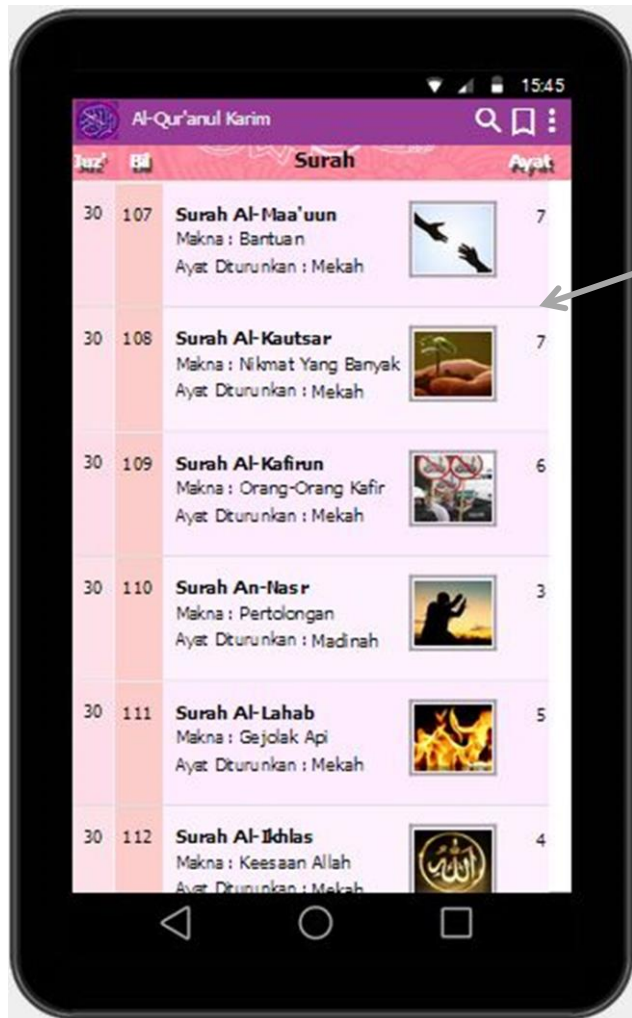 15:45
Al-Qur'anul Karim
Juz' Bil Surah Ayat
30 107 Surah Al-Maa'uun 7
Makna : Bantuan
Ayat Diturunkan : Mekah
30 108 Surah Al-Kautsar 7
Makna : Nikmat Yang Banyak
Ayat Diturunkan : Mekah
30 109 Surah Al-Kafirun 6
Makna : Orang-Orang Kafir
Ayat Diturunkan : Mekah
30 110 Surah An-Nasr 3
Makna : Pertolongan
Ayat Diturunkan : Madinah
30 111 Surah Al-Lahab 5
Makna : Gejolak Api
Ayat Diturunkan : Mekah
30 112 Surah Al-Ikhlas 4
Makna : Keesaan Allah
الله
Ayat Diturunkan : Mekah